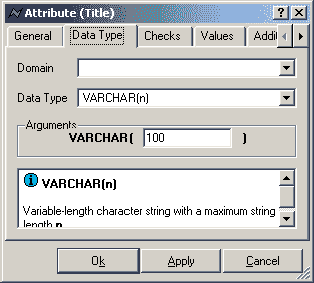 Attribute (Title)
General Data Type Checks Values
Domain
Data Type VARCHAR(n)
Arguments
VARCHAR( 100 )
VARCHAR(n)
Variable-length character string with a maximum string
length n
Ok Apply Cancel